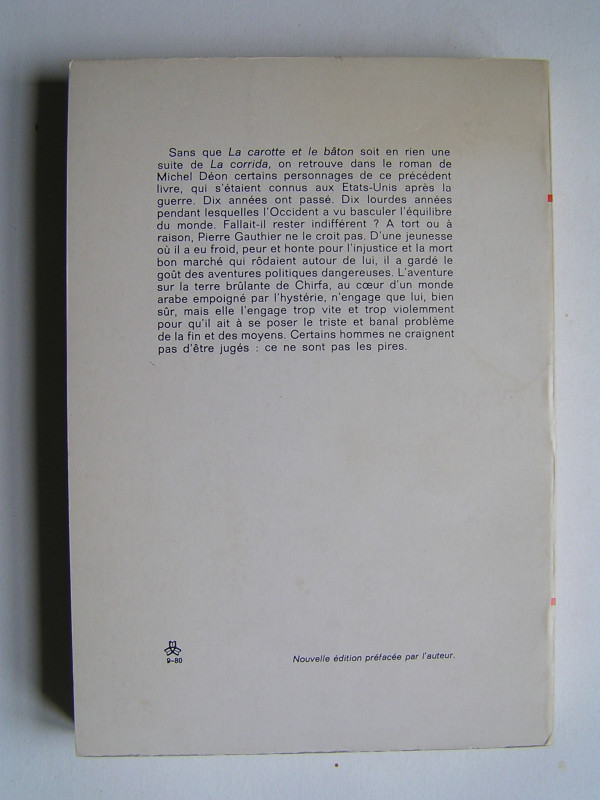 Sans que La carotte et le bâton soit en rien une
suite de La corrida, on retrouve dans le roman de
Michel Déon certains personnages de ce précédent
livre, qui s'étaient connus aux Etats-Unis après la
guerre. Dix années ont passé. Dix lourdes années
pendant lesquelles l'Occident a vu basculer l'équilibre
du monde. Fallait-il rester indifférent ? A tort ou à
raison, Pierre Gauthier ne le croit pas. D'une jeunesse
où il a eu froid, peur et honte pour l'injustice et la mort
bon marché qui rôdaient autour de lui, il a gardé le
goût des aventures politiques dangereuses. L'aventure
sur la terre brûlante de Chirfa, au cœur d'un monde
arabe empoigné par l'hystérie, n'engage que lui, bien
sûr, mais elle l'engage trop vite et trop violemment
pour qu'il ait à se poser le triste et banal problème
de la fin et des moyens. Certains hommes ne craignent
pas d'être jugés : ce ne sont pas les pires.
9-80
Nouvelle édition préfacée par l'auteur.